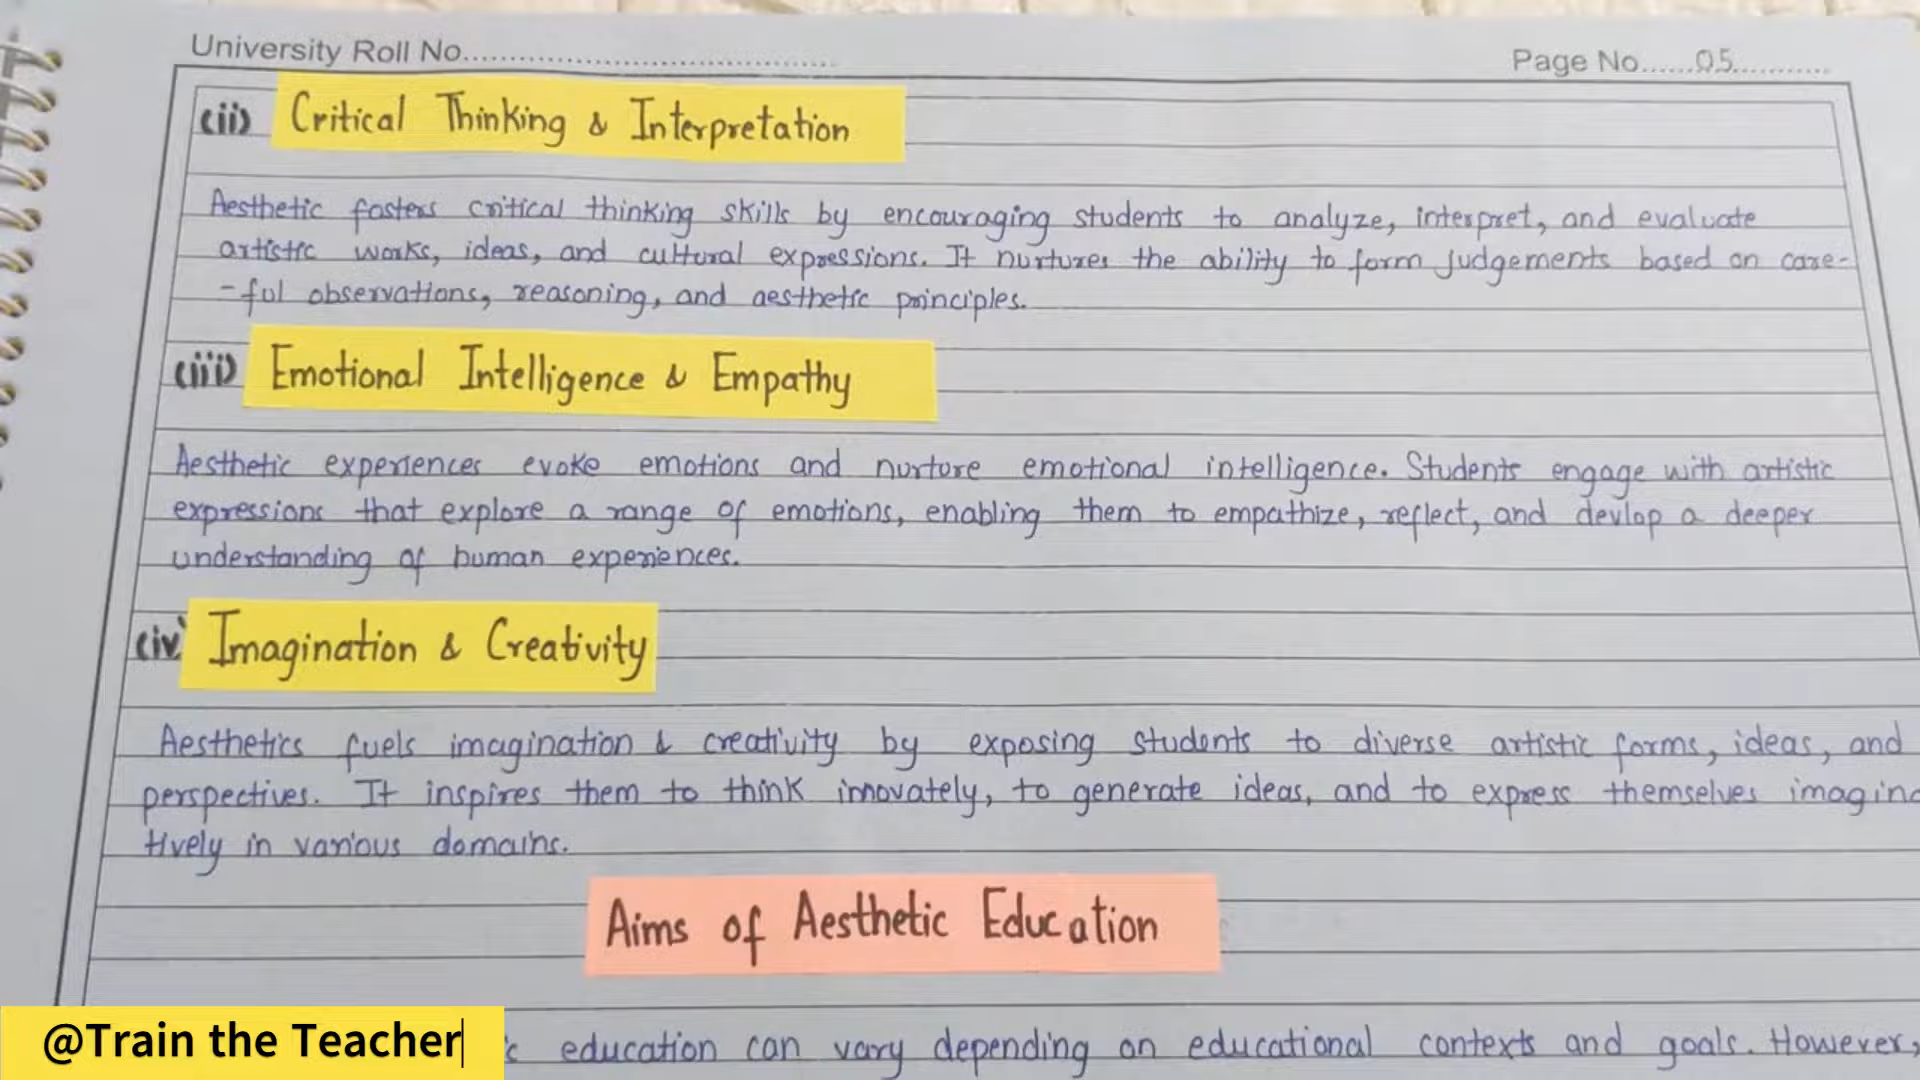 University Roll No.
Page No. 05
(ii) Critical Thinking & Interpretation
Aesthetic fosters critical thinking skills by encouraging students to analyze, interpret, and evaluate
artistic works, ideas, and cultural expressions. It nurtures the ability to form judgements based on care-
-ful observations, reasoning, and aesthetic principles.
(iii) Emotional Intelligence & Empathy
Aesthetic experiences evoke emotions and nurture emotional intelligence. Students engage with artistic
expressions that explore a range of emotions, enabling them to empathize, reflect, and devlop a deeper
understanding of human experiences.
(iv) Imagination & Creativity
Aesthetics fuels imagination & creativity by exposing students to diverse artistic forms, ideas, and
perspectives. It inspires them to think innovately, to generate ideas, and to express themselves imagina
tively in various domains.
Aims of Aesthetic Education
education can vary depending on educational contexts and goals. However,
@Train the Teacher